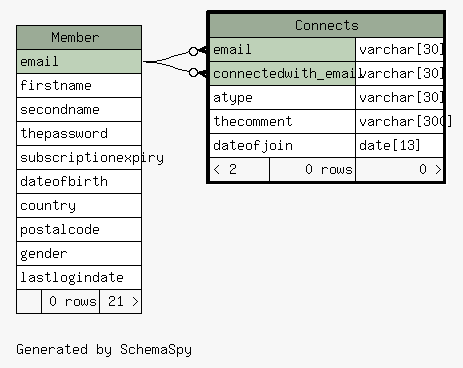 Member
email
firstname
secondname
thepassword
subscriptionexpiry
dateofbirth
country
postalcode
gender
lastlogindate
0 rows 21 >
Connects
email varchar[30]
connectedwith_email varchar[30]
atype varchar[30]
thecomment varchar[300]
dateofjoin date[13]
< 2 0 rows 0 >
Generated by SchemaSpy